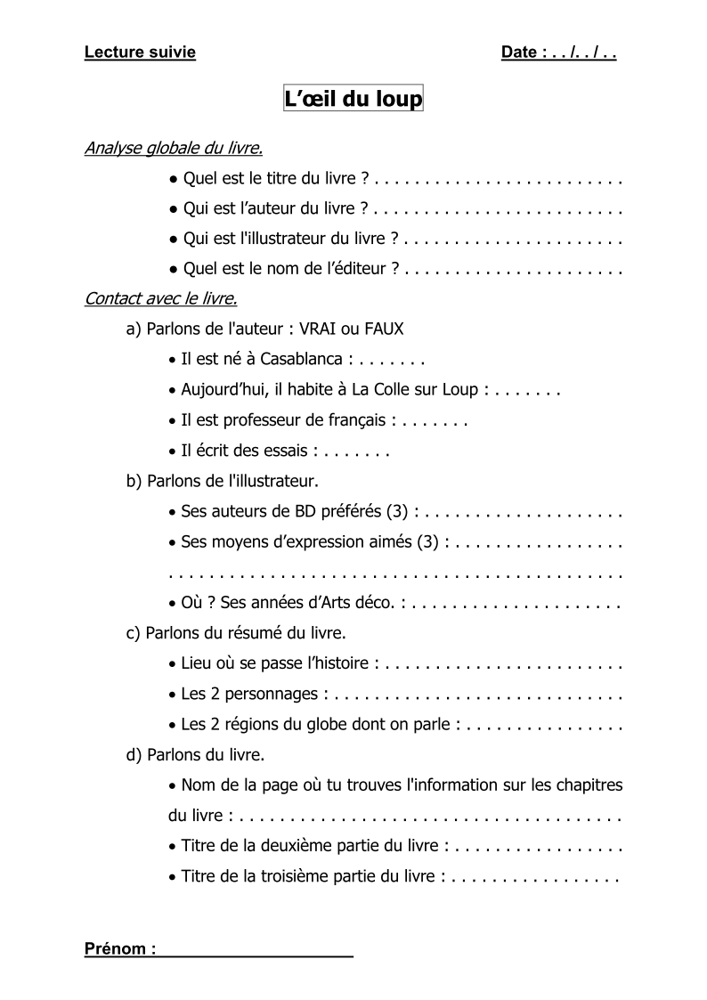 Lecture suivie Date : . . /. . / . .
L’œil du loup
Analyse globale du livre.
● Quel est le titre du livre ? . . . . . . . . . . . . . . . . . . . . . . . . .
● Qui est l’auteur du livre ? . . . . . . . . . . . . . . . . . . . . . . . . .
● Qui est l'illustrateur du livre ? . . . . . . . . . . . . . . . . . . . . . .
● Quel est le nom de l’éditeur ? . . . . . . . . . . . . . . . . . . . . . .
Contact avec le livre.
a) Parlons de l'auteur : VRAI ou FAUX
• Il est né à Casablanca : . . . . . . .
• Aujourd’hui, il habite à La Colle sur Loup : . . . . . . .
• Il est professeur de français : . . . . . . .
• Il écrit des essais : . . . . . . .
b) Parlons de l'illustrateur.
• Ses auteurs de BD préférés (3) : . . . . . . . . . . . . . . . . . . . .
• Ses moyens d’expression aimés (3) : . . . . . . . . . . . . . . . . .
. . . . . . . . . . . . . . . . . . . . . . . . . . . . . . . . . . . . . . . . . . . . .
• Où ? Ses années d’Arts déco. : . . . . . . . . . . . . . . . . . . . . .
c) Parlons du résumé du livre.
• Lieu où se passe l’histoire : . . . . . . . . . . . . . . . . . . . . . . . .
• Les 2 personnages : . . . . . . . . . . . . . . . . . . . . . . . . . . . . .
• Les 2 régions du globe dont on parle : . . . . . . . . . . . . . . . .
d) Parlons du livre.
• Nom de la page où tu trouves l'information sur les chapitres
du livre : . . . . . . . . . . . . . . . . . . . . . . . . . . . . . . . . . . . . . .
• Titre de la deuxième partie du livre : . . . . . . . . . . . . . . . . .
• Titre de la troisième partie du livre : . . . . . . . . . . . . . . . . .
Prénom : ______________________